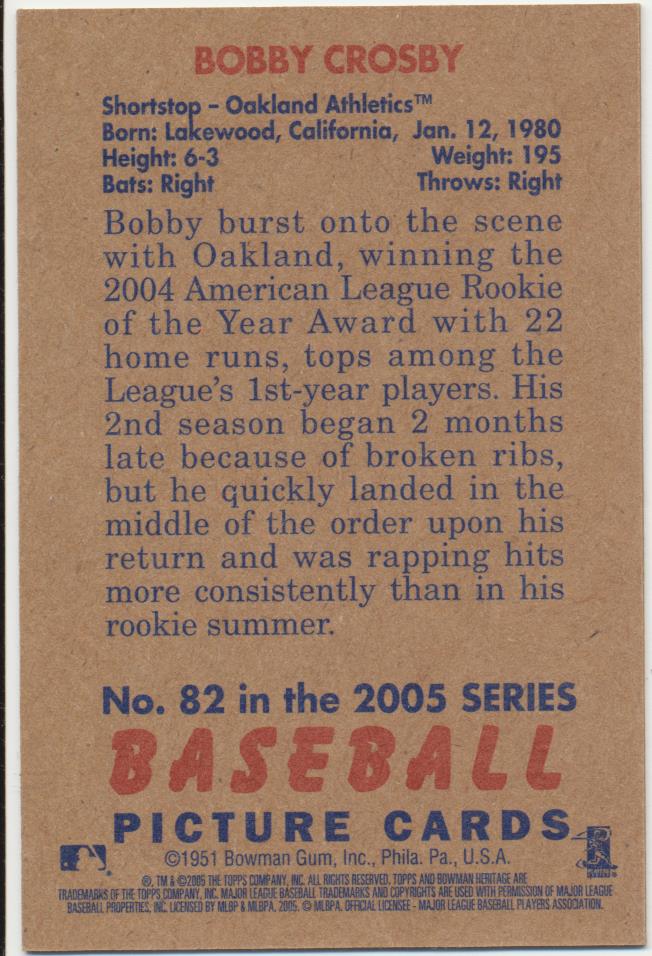 BOBBY CROSBY
Shortstop – Oakland Athletics™
Born: Lakewood, California, Jan. 12, 1980
Height: 6-3 Weight: 195
Bats: Right Throws: Right
Bobby burst onto the scene
with Oakland, winning the
2004 American League Rookie
of the Year Award with 22
home runs, tops among the
League's 1st-year players. His
2nd season began 2 months
late because of broken ribs,
but he quickly landed in the
middle of the order upon his
return and was rapping hits
more consistently than in his
rookie summer.
No. 82 in the 2005 SERIES
BASEBALL
PICTURE CARDS
©1951 Bowman Gum, Inc., Phila. Pa., U.S.A.
®, TM & ©2005 THE TOPPS COMPANY, INC. ALL RIGHTS RESERVED. TOPPS AND BOWMAN HERITAGE ARE
TRADEMARKS OF THE TOPPS COMPANY, INC. MAJOR LEAGUE BASEBALL TRADEMARKS AND COPYRIGHTS ARE USED WITH PERMISSION OF MAJOR LEAGUE
BASEBALL PROPERTIES, INC. LICENSED BY MLBP & MLBPA, 2005. © MLBPA. OFFICIAL LICENSEE - MAJOR LEAGUE BASEBALL PLAYERS ASSOCIATION.